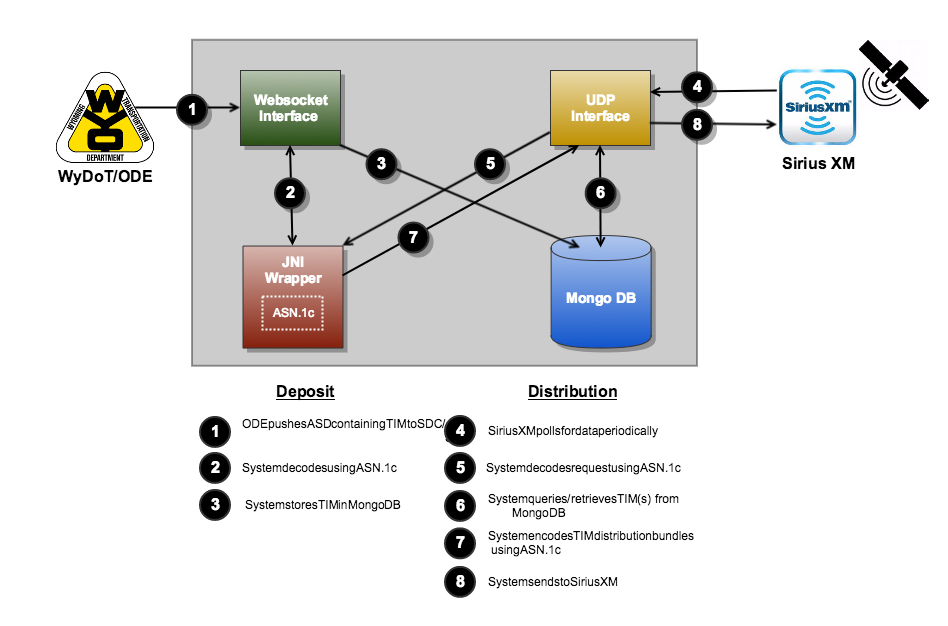 WYOMING
TRANSPORTATION
DEPARTMENT
WyDoT/ODE
1
Websocket
Interface
2
3
JNI
Wrapper
ASN.1c
UDP
Interface
4
8
5
6
7
Mongo DB
SiriusXM
Sirius XM
Deposit
1 ODEpushesASDcontainingTIMtoSDC/
2 SystemdecodesusingASN.1c
3 SystemstoresTIMinMongoDB
Distribution
4 SiriusXMpollsfordataperiodically
5 SystemdecodesrequestusingASN.1c
6 Systemqueries/retrievesTIM(s) from
MongoDB
7 SystemencodesTIMdistributionbundles
usingASN.1c
8 SystemsendstoSiriusXM